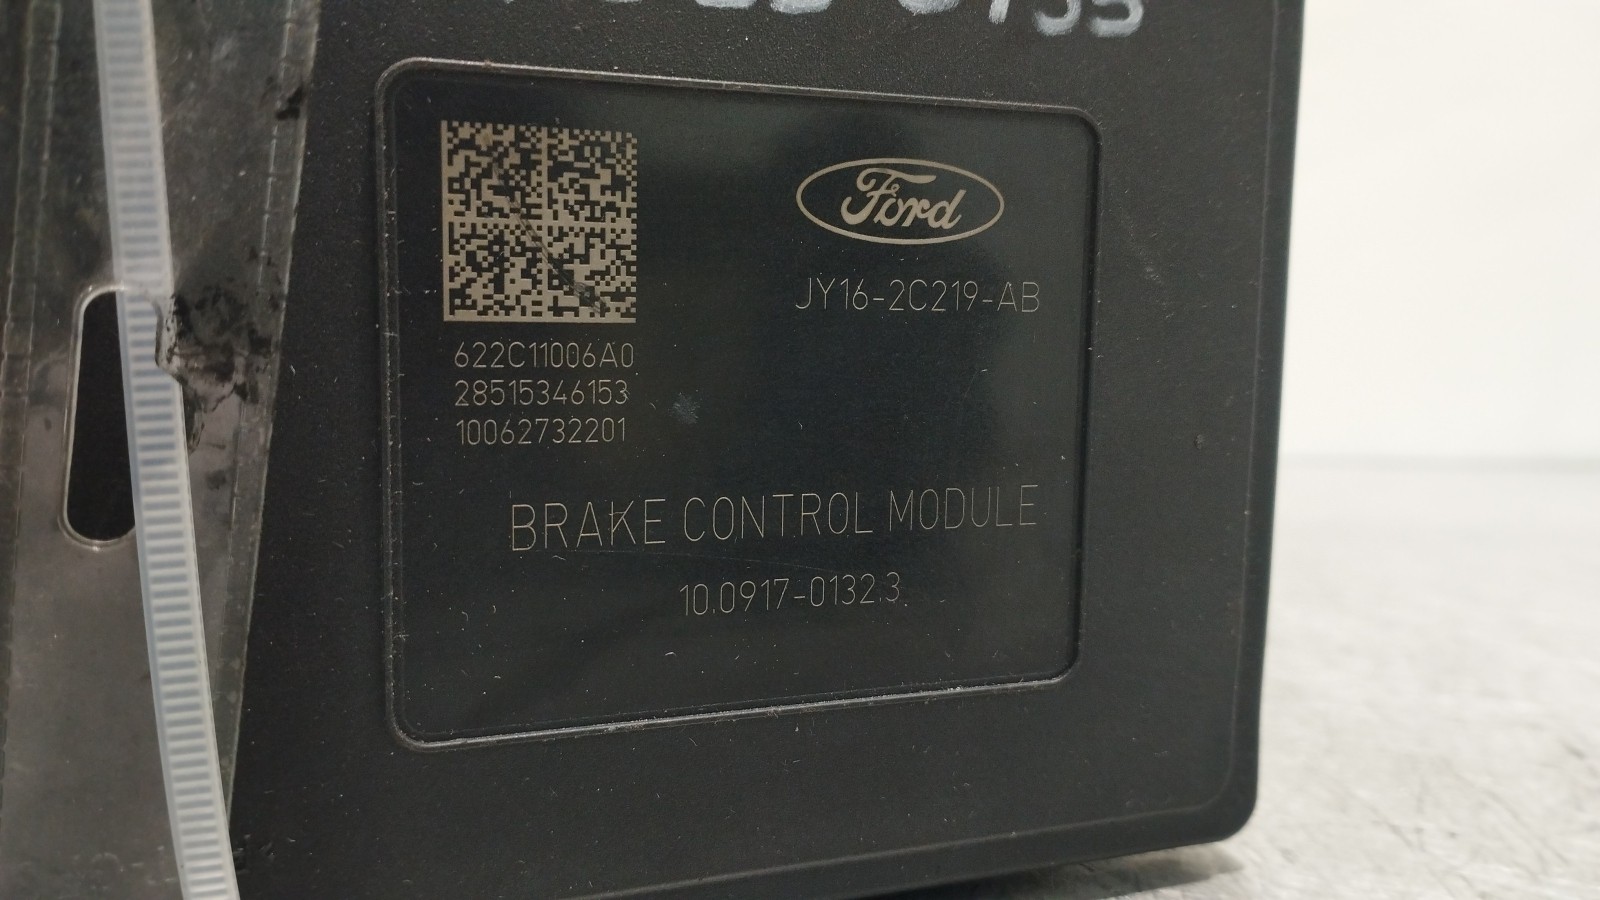 Ford
JY16-2C219-AB
622C11006A0
28515346153
10062732201
BRAKE CONTROL MODULE
10.0917-0132.3